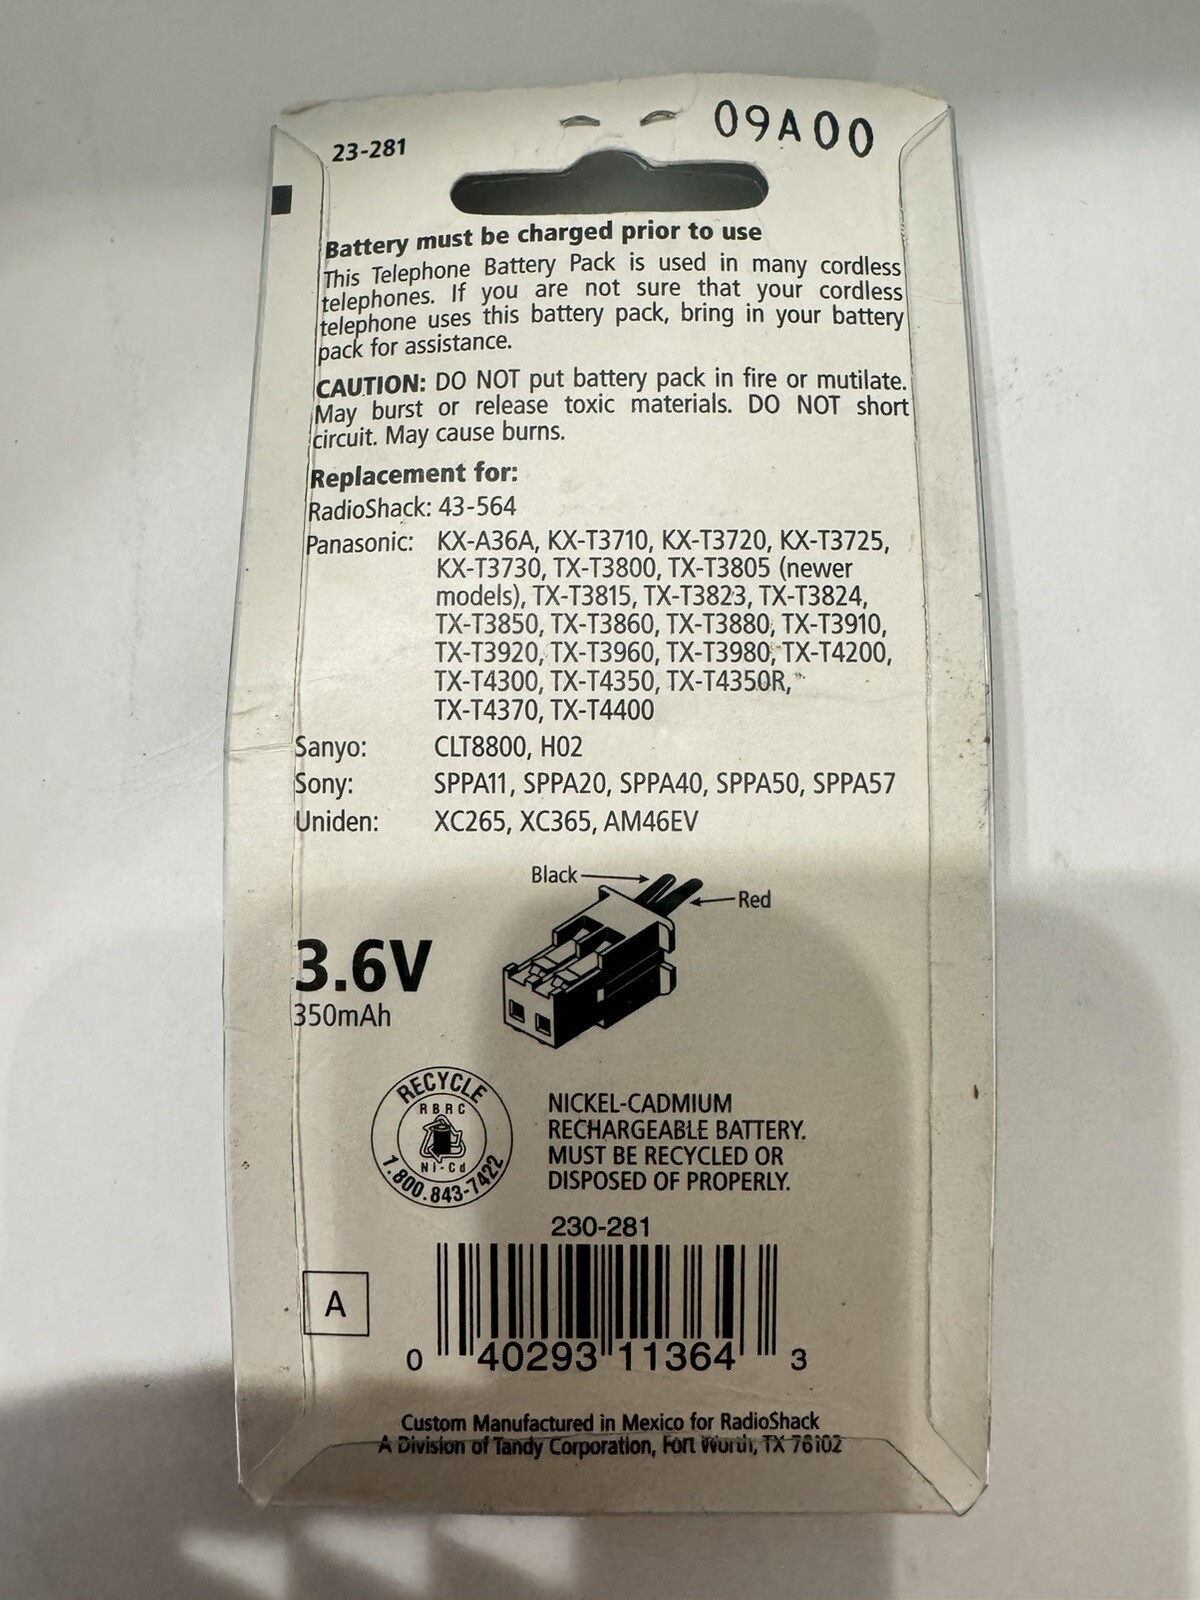 09A00
23-281
Battery must be charged prior to use
This Telephone Battery Pack is used in many cordless
telephones. If you are not sure that your cordless
telephone uses this battery pack, bring in your battery
pack for assistance.
CAUTION: DO NOT put battery pack in fire or mutilate.
May burst or release toxic materials. DO NOT short
circuit. May cause burns.
Replacement for:
RadioShack: 43-564
Panasonic: KX-A36A, KX-T3710, KX-T3720, KX-T3725,
KX-T3730, TX-T3800, TX-T3805 (newer
models), TX-T3815, TX-T3823, TX-T3824,
TX-T3850, TX-T3860, TX-T3880, TX-T3910,
TX-T3920, TX-T3960, TX-T3980, TX-T4200,
TX-T4300, TX-T4350, TX-T4350R,
TX-T4370, TX-T4400
Sanyo: CLT8800, H02
Sony: SPPA11, SPPA20, SPPA40, SPPA50, SPPA57
Uniden: XC265, XC365, AM46EV
Black
Red
3.6V
350mAh
RECYCLE
RBRC
Ni-Cd
1.800.843-7422
NICKEL-CADMIUM
RECHARGEABLE BATTERY.
MUST BE RECYCLED OR
DISPOSED OF PROPERLY.
230-281
A
0 40293 11364 3
Custom Manufactured in Mexico for RadioShack
A Division of Tandy Corporation, Fort Worth, TX 76102